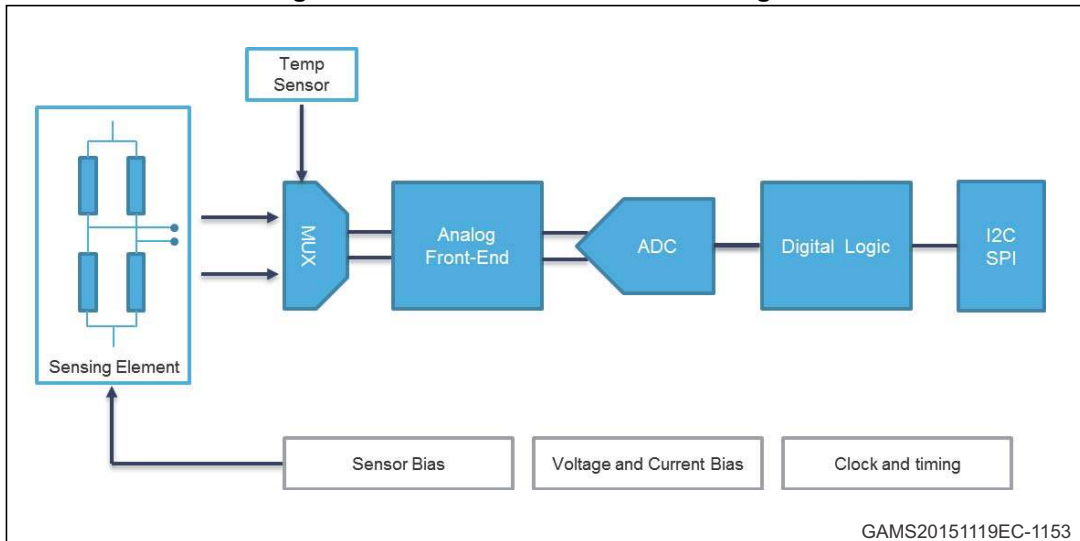 Temp
Sensor
MUX
Analog
Front-End
ADC
Digital Logic
I2C
SPI
Sensing Element
Sensor Bias
Voltage and Current Bias
Clock and timing
GAMS20151119EC-1153